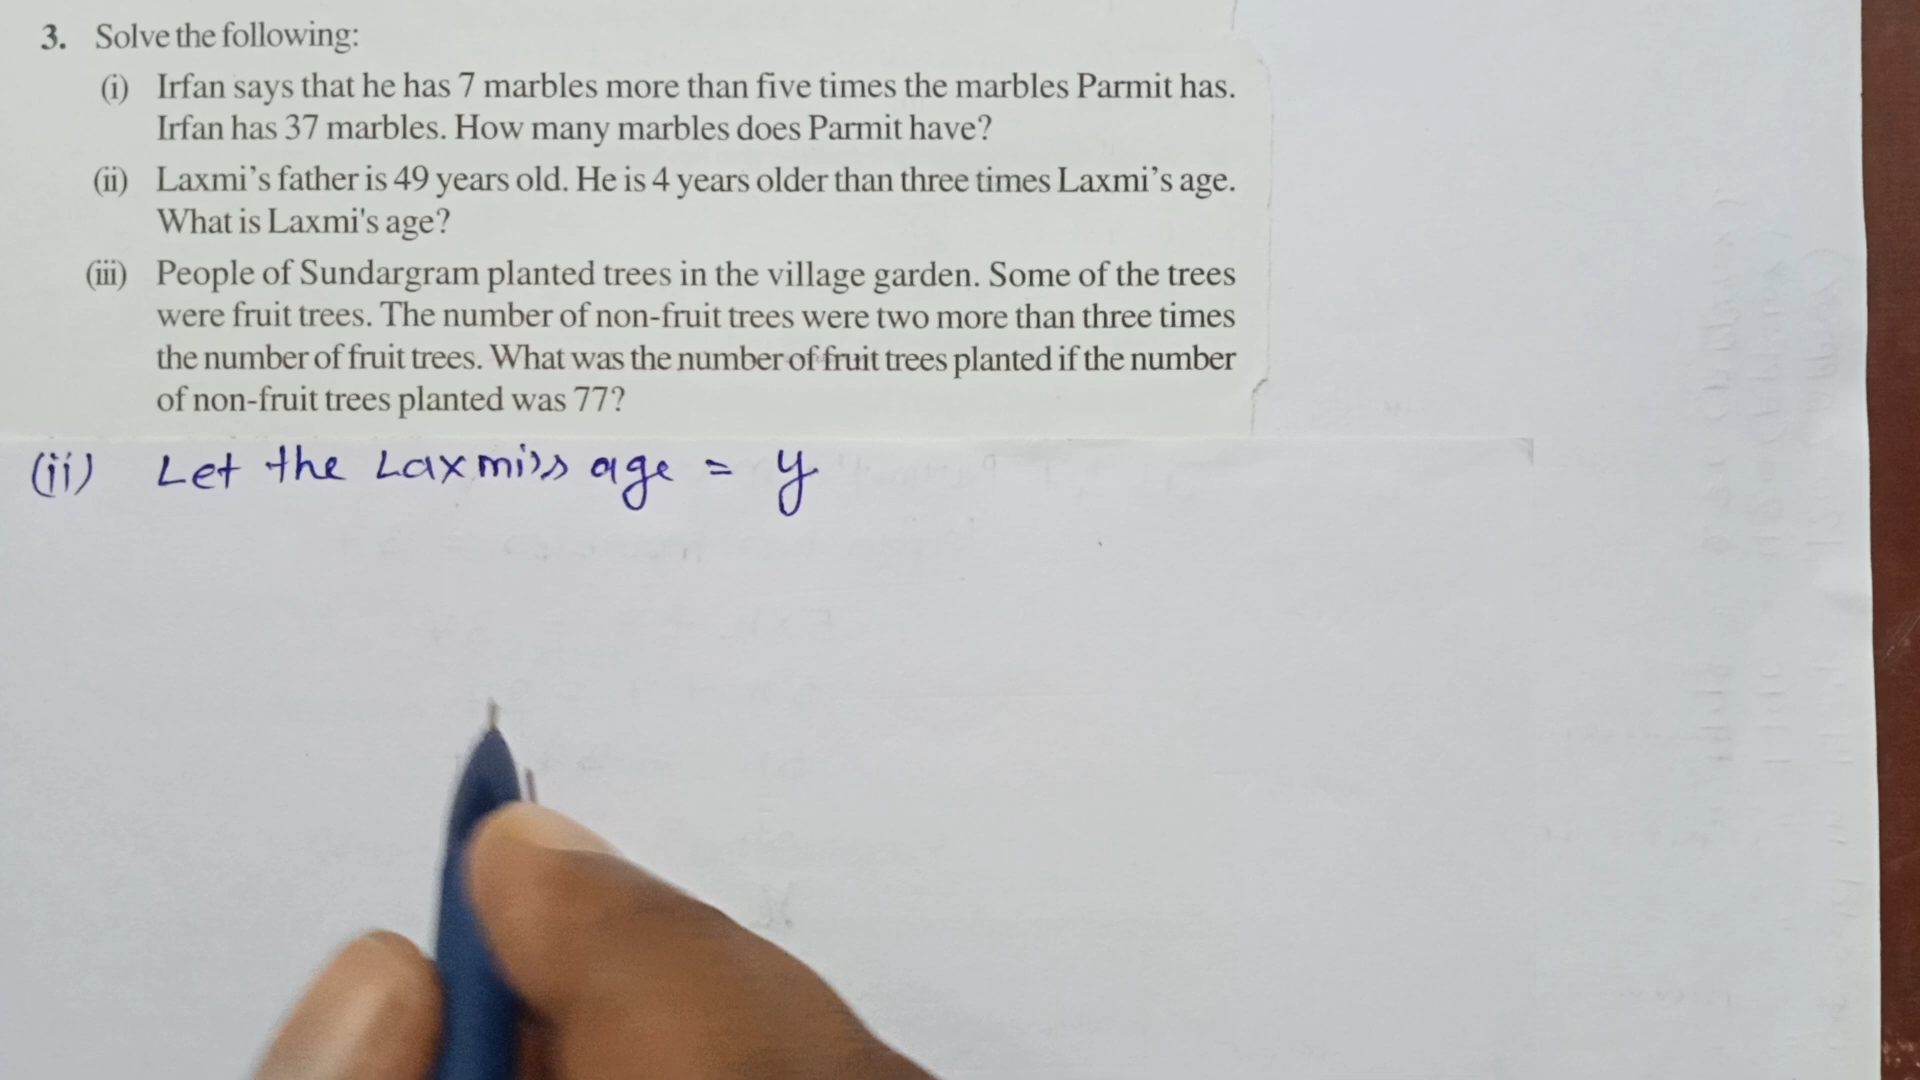 3. Solve the following:
(i) Irfan says that he has 7 marbles more than five times the marbles Parmit has.
Irfan has 37 marbles. How many marbles does Parmit have?
(ii) Laxmi's father is 49 years old. He is 4 years older than three times Laxmi's age.
What is Laxmi's age?
(iii) People of Sundargram planted trees in the village garden. Some of the trees
were fruit trees. The number of non-fruit trees were two more than three times
the number of fruit trees. What was the number of fruit trees planted if the number
of non-fruit trees planted was 77?
(ii) Let the Laxmi's age = y